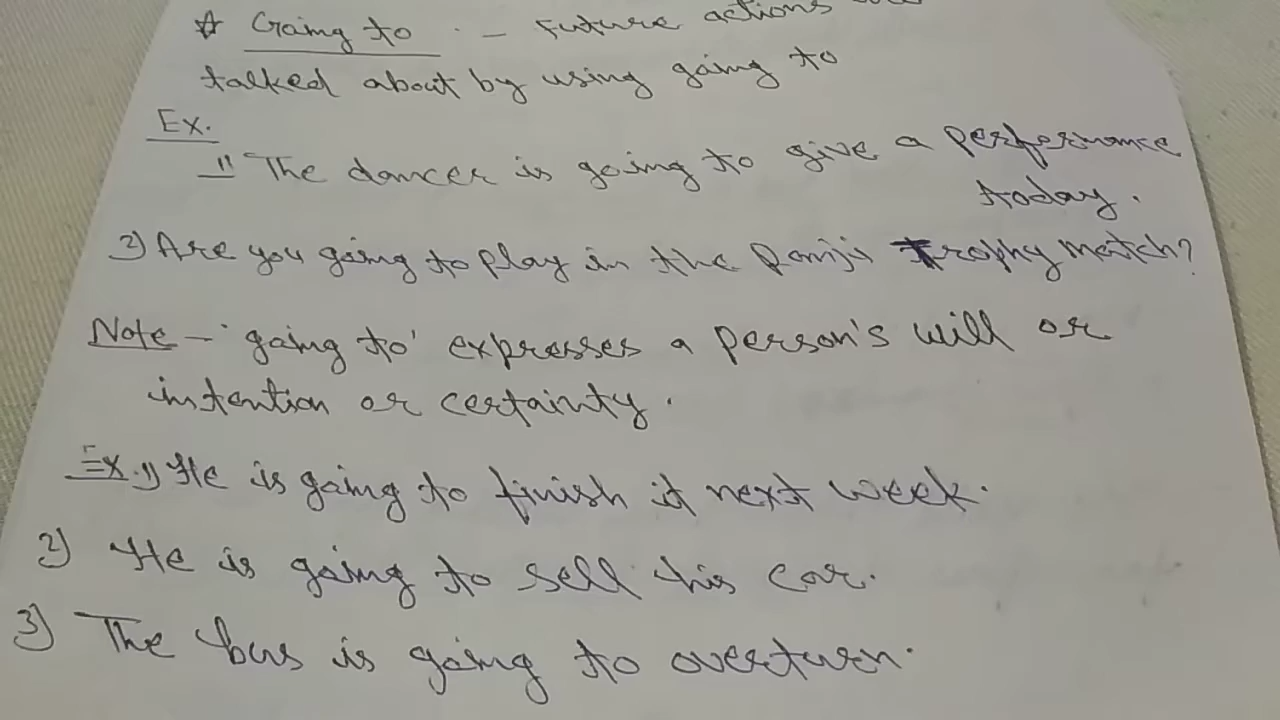 ☆ Going to - Future actions
talked about by using going to
Ex.
1) The dancer is going to give a performance
today.
2) Are you going to play in the Ranji Trophy match?
Note - 'going to' expresses a person's will or
intention or certainty.
Ex. 1) He is going to finish it next week.
2) He is going to sell his car.
3) The bus is going to overturn.